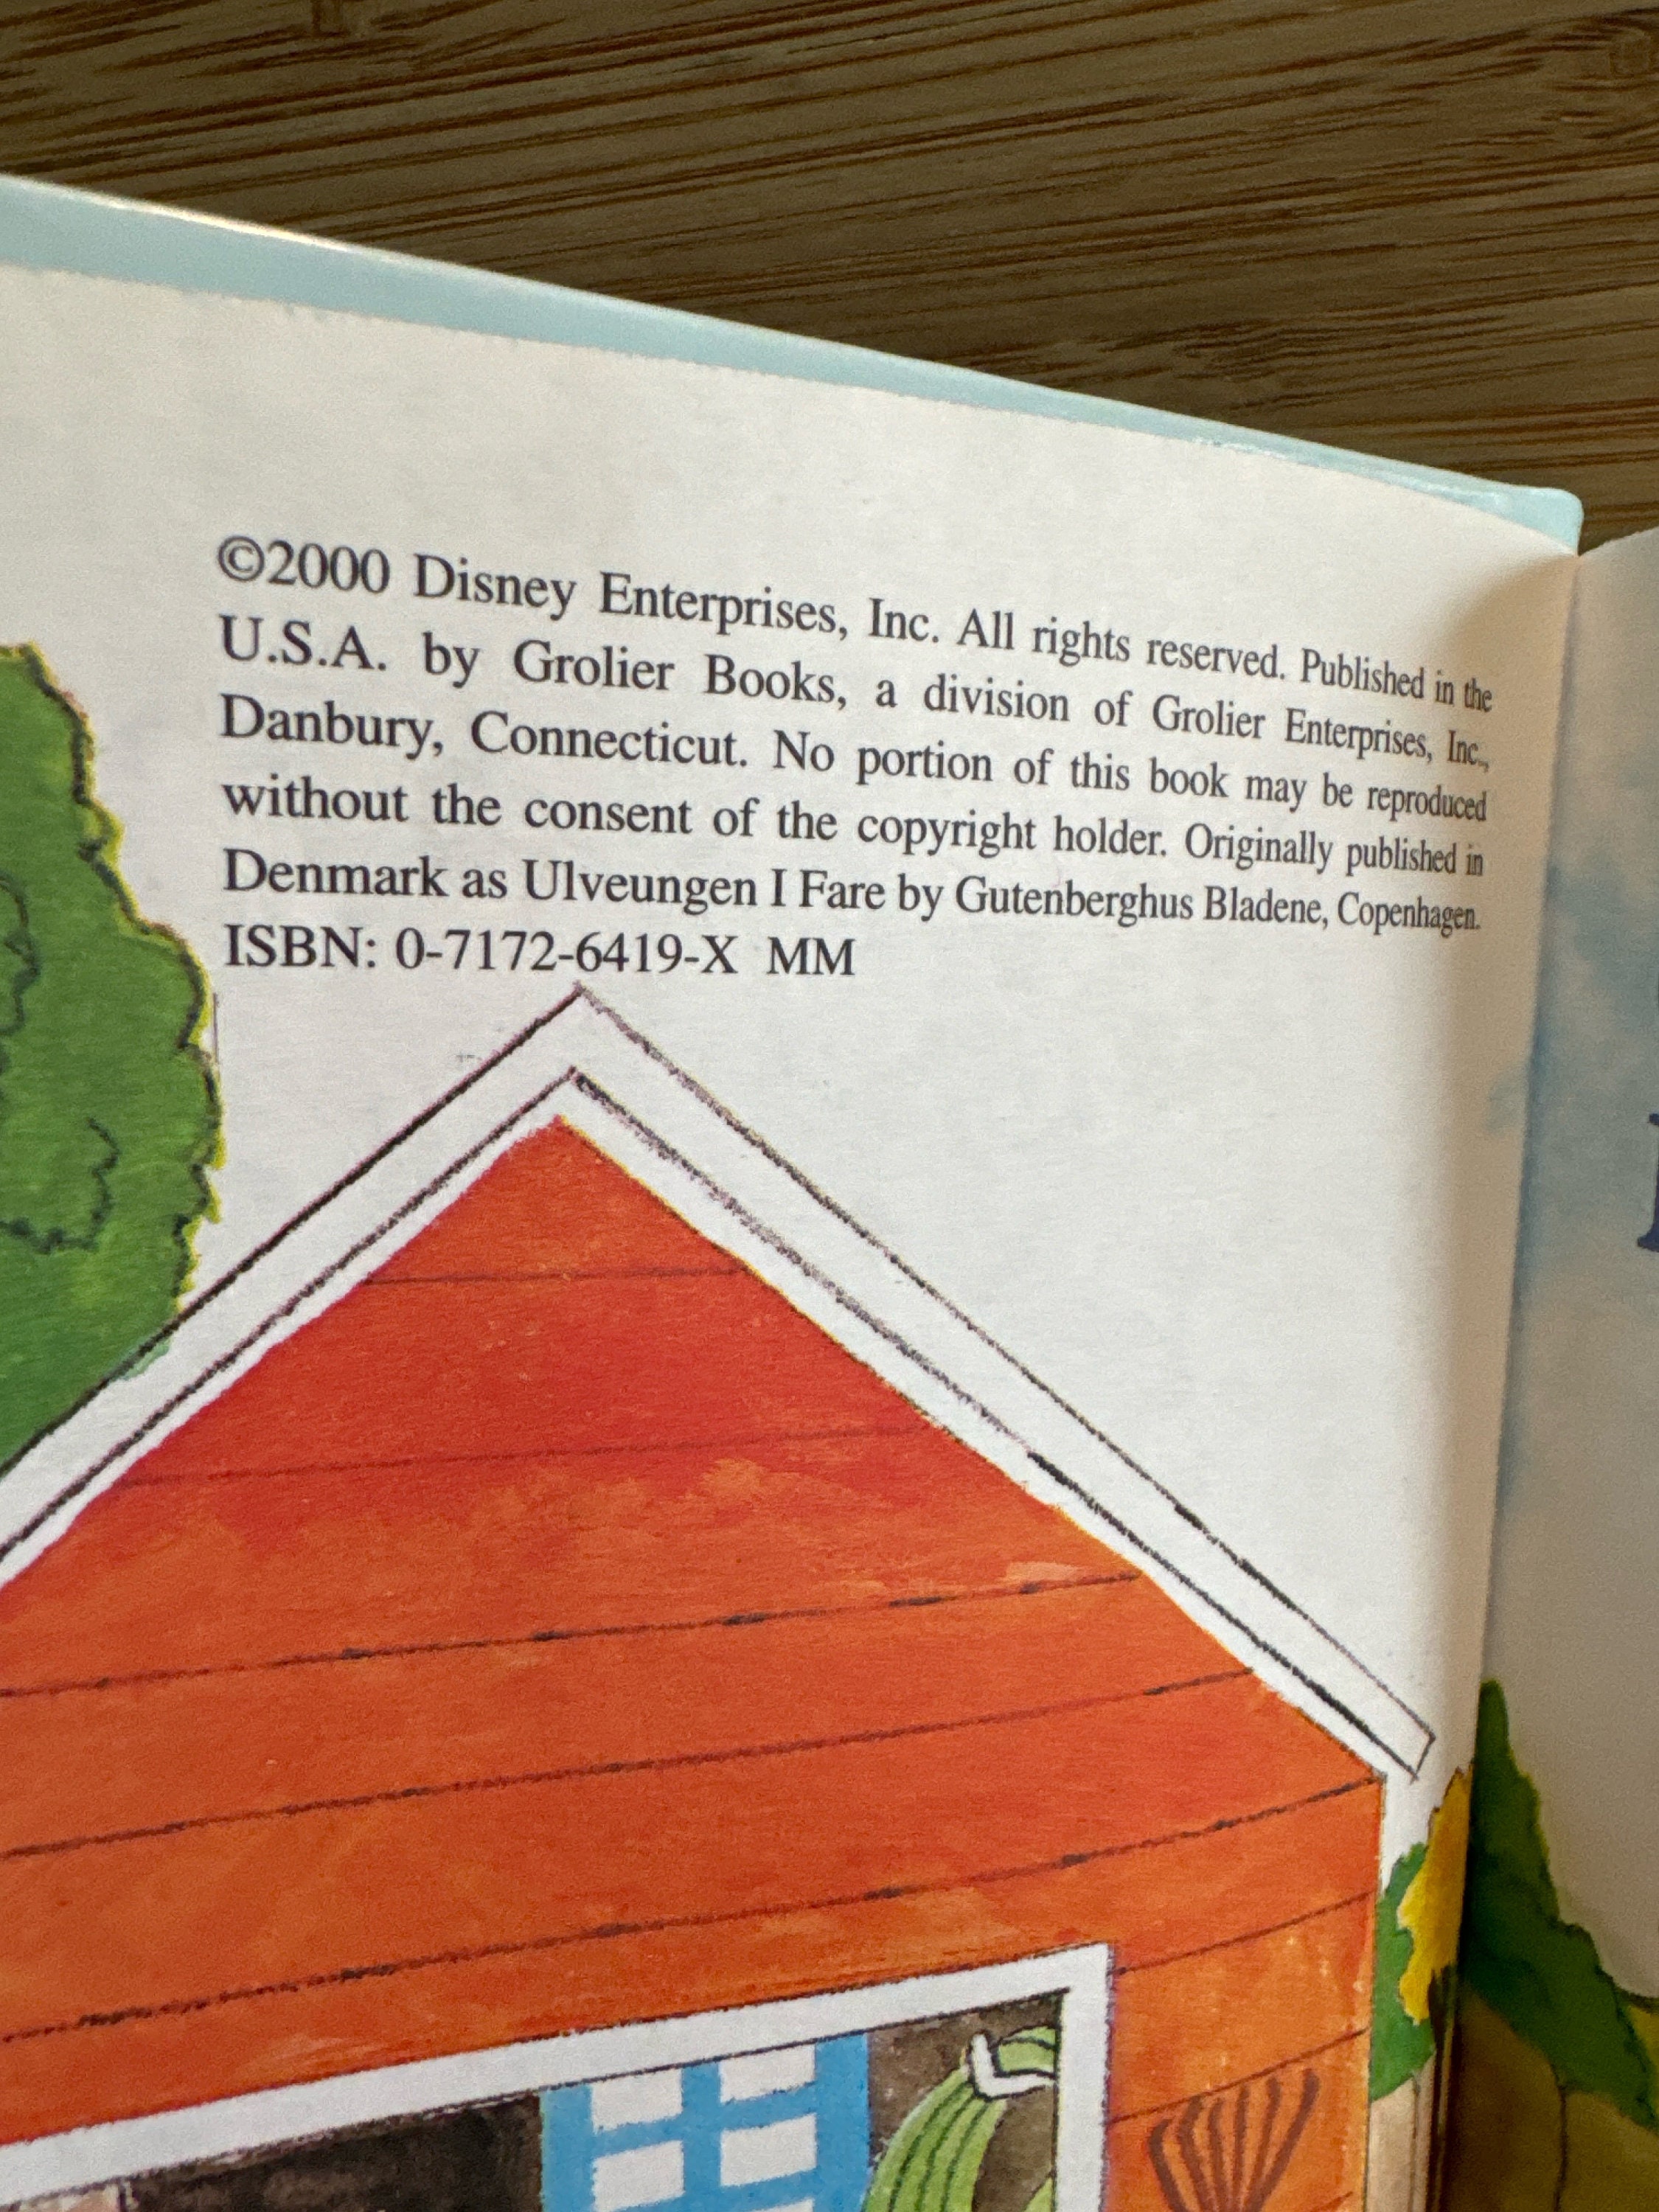 ©2000 Disney Enterprises, Inc. All rights reserved. Published in the
U.S.A. by Grolier Books, a division of Grolier Enterprises, Inc.,
Danbury, Connecticut. No portion of this book may be reproduced
without the consent of the copyright holder. Originally published in
Denmark as Ulveungen I Fare by Gutenberghus Bladene, Copenhagen.
ISBN: 0-7172-6419-X MM